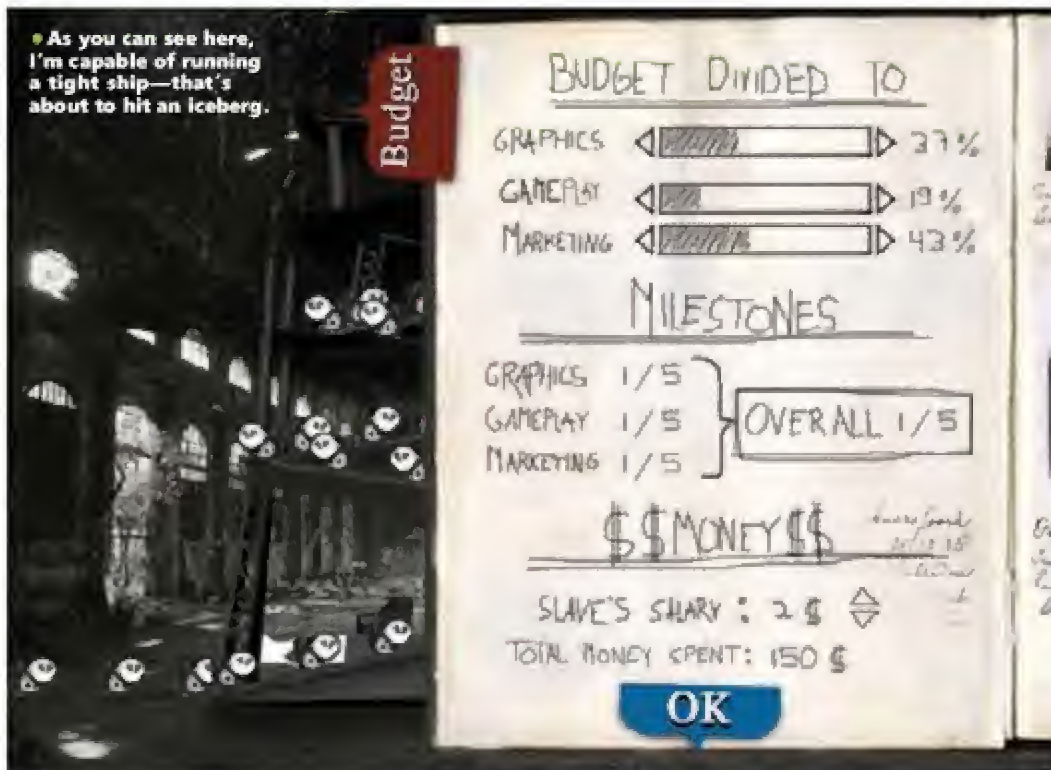 As you can see here,
I'm capable of running
a tight ship—that's
about to hit an iceberg.
Budget
BUDGET DIVIDED TO
GRAPHICS 37%
GAMEPLAY 19%
MARKETING 43%
MILESTONES
GRAPHICS 1/5
GAMEPLAY 1/5
MARKETING 1/5
OVERALL 1/5
$$MONEY$$
SLAVE'S SALARY: 2$
TOTAL MONEY SPENT: 150$
OK